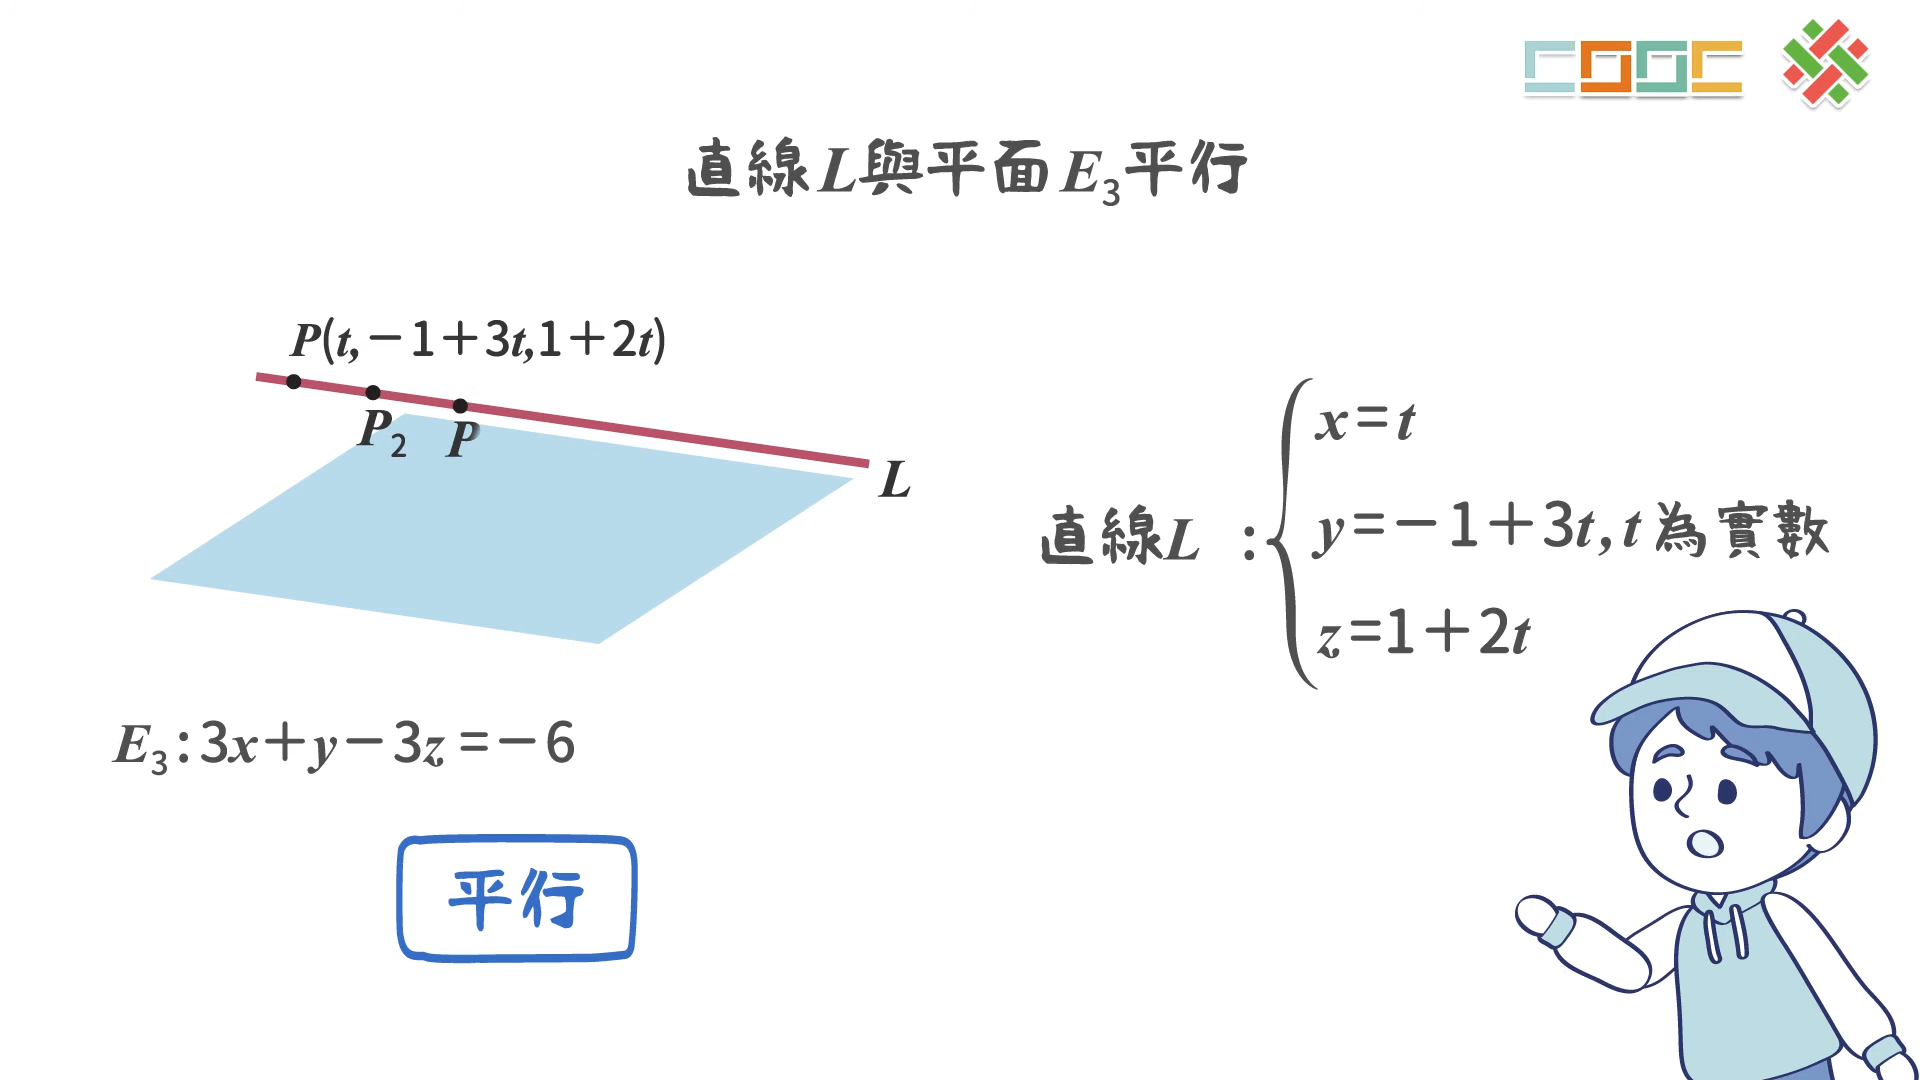 COOC
直線L與平面E₃平行
P(t,−1+3t,1+2t)
P₂ P
L
直線L :
x=t
y=−1+3t,t為實數
z=1+2t
E₃:3x+y−3z=−6
平行